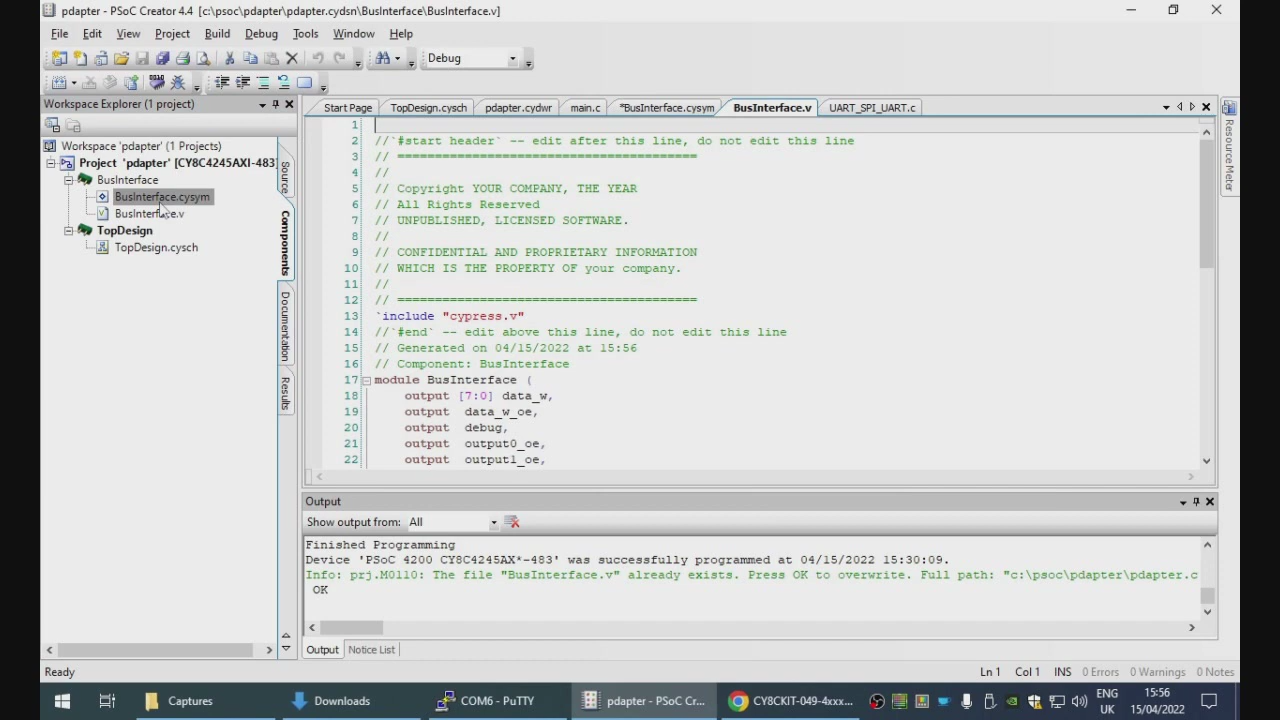 pdapter - PSoC Creator 4.4 [c:\psoc\pdapter\pdapter.cydsn\BusInterface\BusInterface.v]
File Edit View Project Build Debug Tools Window Help
Debug
Workspace Explorer (1 project)
Workspace 'pdapter' (1 Projects)
Project 'pdapter' [CY8C4245AXI-483]
BusInterface
BusInterface.cysym
BusInterface.v
TopDesign
TopDesign.cysch
Source
Components
Documentation
Results
Start Page TopDesign.cysch pdapter.cydwr main.c *BusInterface.cysym BusInterface.v UART_SPI_UART.c
1
2 //`#start header` -- edit after this line, do not edit this line
3 // ========================================
4 //
5 // Copyright YOUR COMPANY, THE YEAR
6 // All Rights Reserved
7 // UNPUBLISHED, LICENSED SOFTWARE.
8 //
9 // CONFIDENTIAL AND PROPRIETARY INFORMATION
10 // WHICH IS THE PROPERTY OF your company.
11 //
12 // ========================================
13 `include "cypress.v"
14 //`#end` -- edit above this line, do not edit this line
15 // Generated on 04/15/2022 at 15:56
16 // Component: BusInterface
17 module BusInterface (
18 output [7:0] data_w,
19 output data_w_oe,
20 output debug,
21 output output0_oe,
22 output output1_oe,
Resource Meter
Output
Show output from: All
Finished Programming
Device 'PSoC 4200 CY8C4245AX*-483' was successfully programmed at 04/15/2022 15:30:09.
Info: prj.M0110: The file "BusInterface.v" already exists. Press OK to overwrite. Full path: "c:\psoc\pdapter\pdapter.c
OK
Output Notice List
Ready Ln 1 Col 1 INS 0 Errors 0 Warnings 0 Notes
Captures Downloads COM6 - PuTTY pdapter - PSoC Cr... CY8CKIT-049-4xxx... ENG UK 15:56 15/04/2022